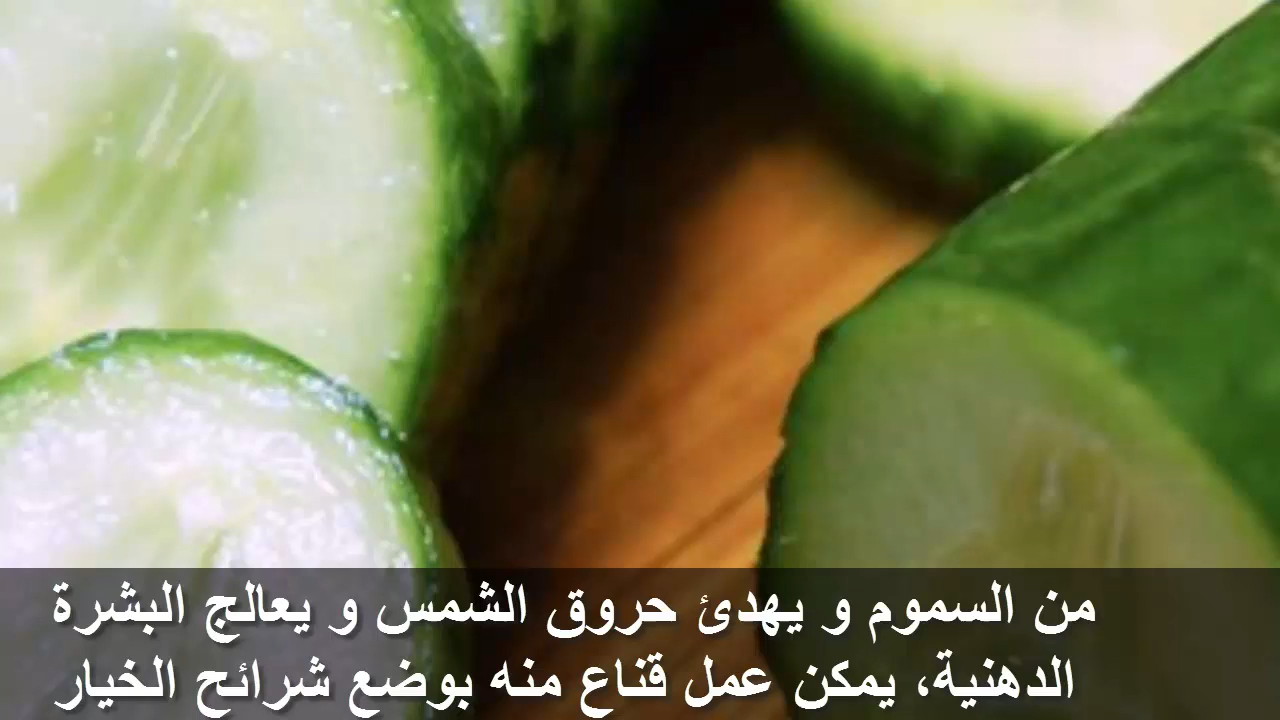 من السموم و يهدئ حروق الشمس و يعالج البشرة
الدهنية، يمكن عمل قناع منه بوضع شرائح الخيار